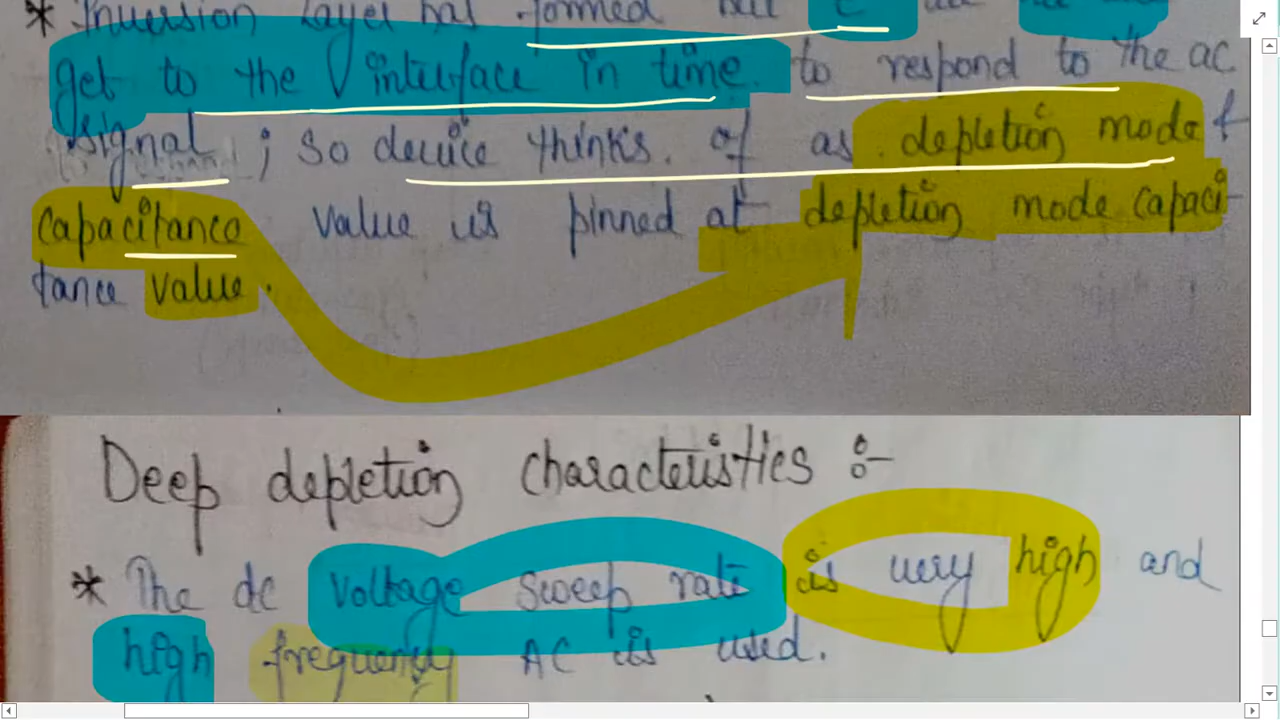 * Inversion layer has formed but e⁻
get to the interface in time to respond to the ac
signal ; so device thinks of as depletion mode &
capacitance value is pinned at depletion mode capaci-
tance value.
Deep depletion characteristics :-
* The dc voltage sweep rate is very high and
high frequency AC is used.